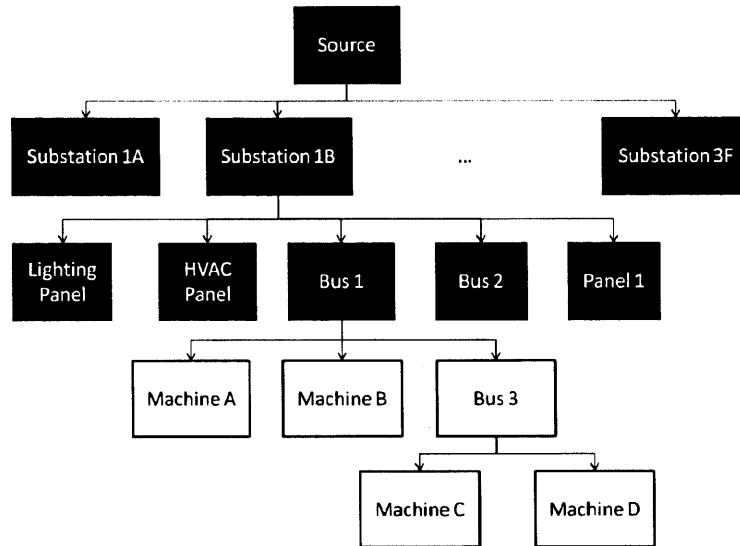 Source
Substation 1A
Substation 1B
...
Substation 3F
Lighting
Panel
HVAC
Panel
Bus 1
Bus 2
Panel 1
Machine A
Machine B
Bus 3
Machine C
Machine D